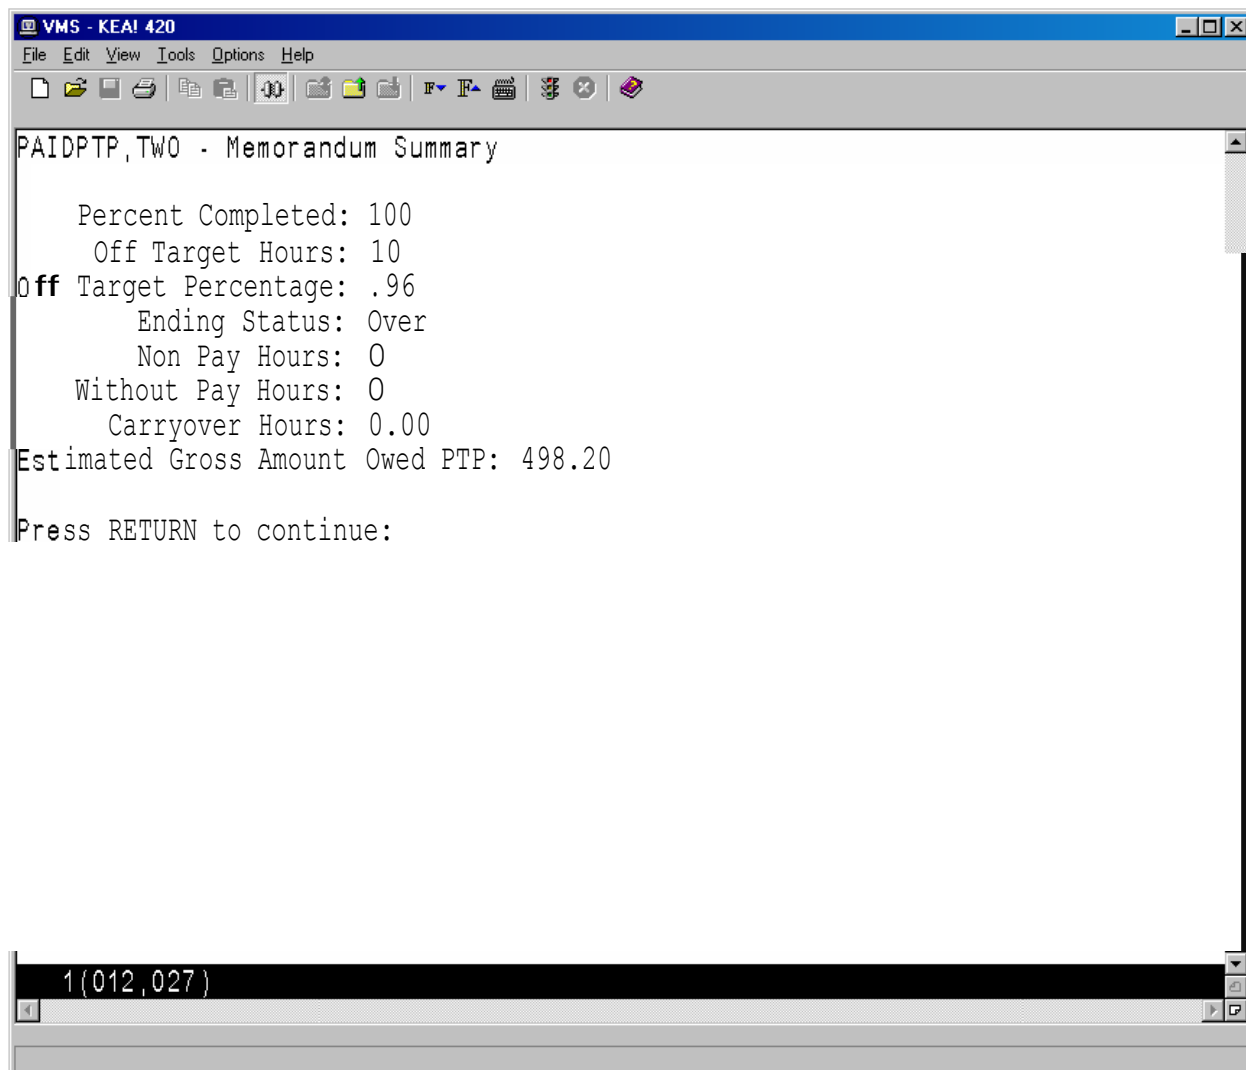 VMS - KEA! 420
File Edit View Tools Options Help
PAIDPTP,TWO - Memorandum Summary
Percent Completed: 100
Off Target Hours: 10
Off Target Percentage: .96
Ending Status: Over
Non Pay Hours: 0
Without Pay Hours: 0
Carryover Hours: 0.00
Estimated Gross Amount Owed PTP: 498.20
Press RETURN to continue:
1(012,027)